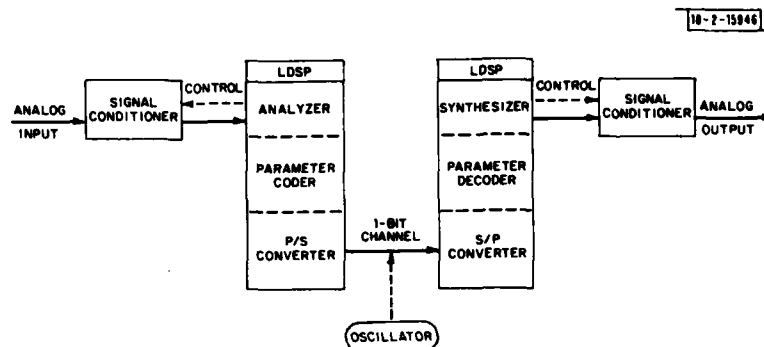 18-2-15946
LDSP
LDSP
ANALOG
INPUT
SIGNAL
CONDITIONER
CONTROL
ANALYZER
PARAMETER
CODER
P/S
CONVERTER
1-BIT
CHANNEL
OSCILLATOR
SYNTHESIZER
PARAMETER
DECODER
S/P
CONVERTER
CONTROL
SIGNAL
CONDITIONER
ANALOG
OUTPUT